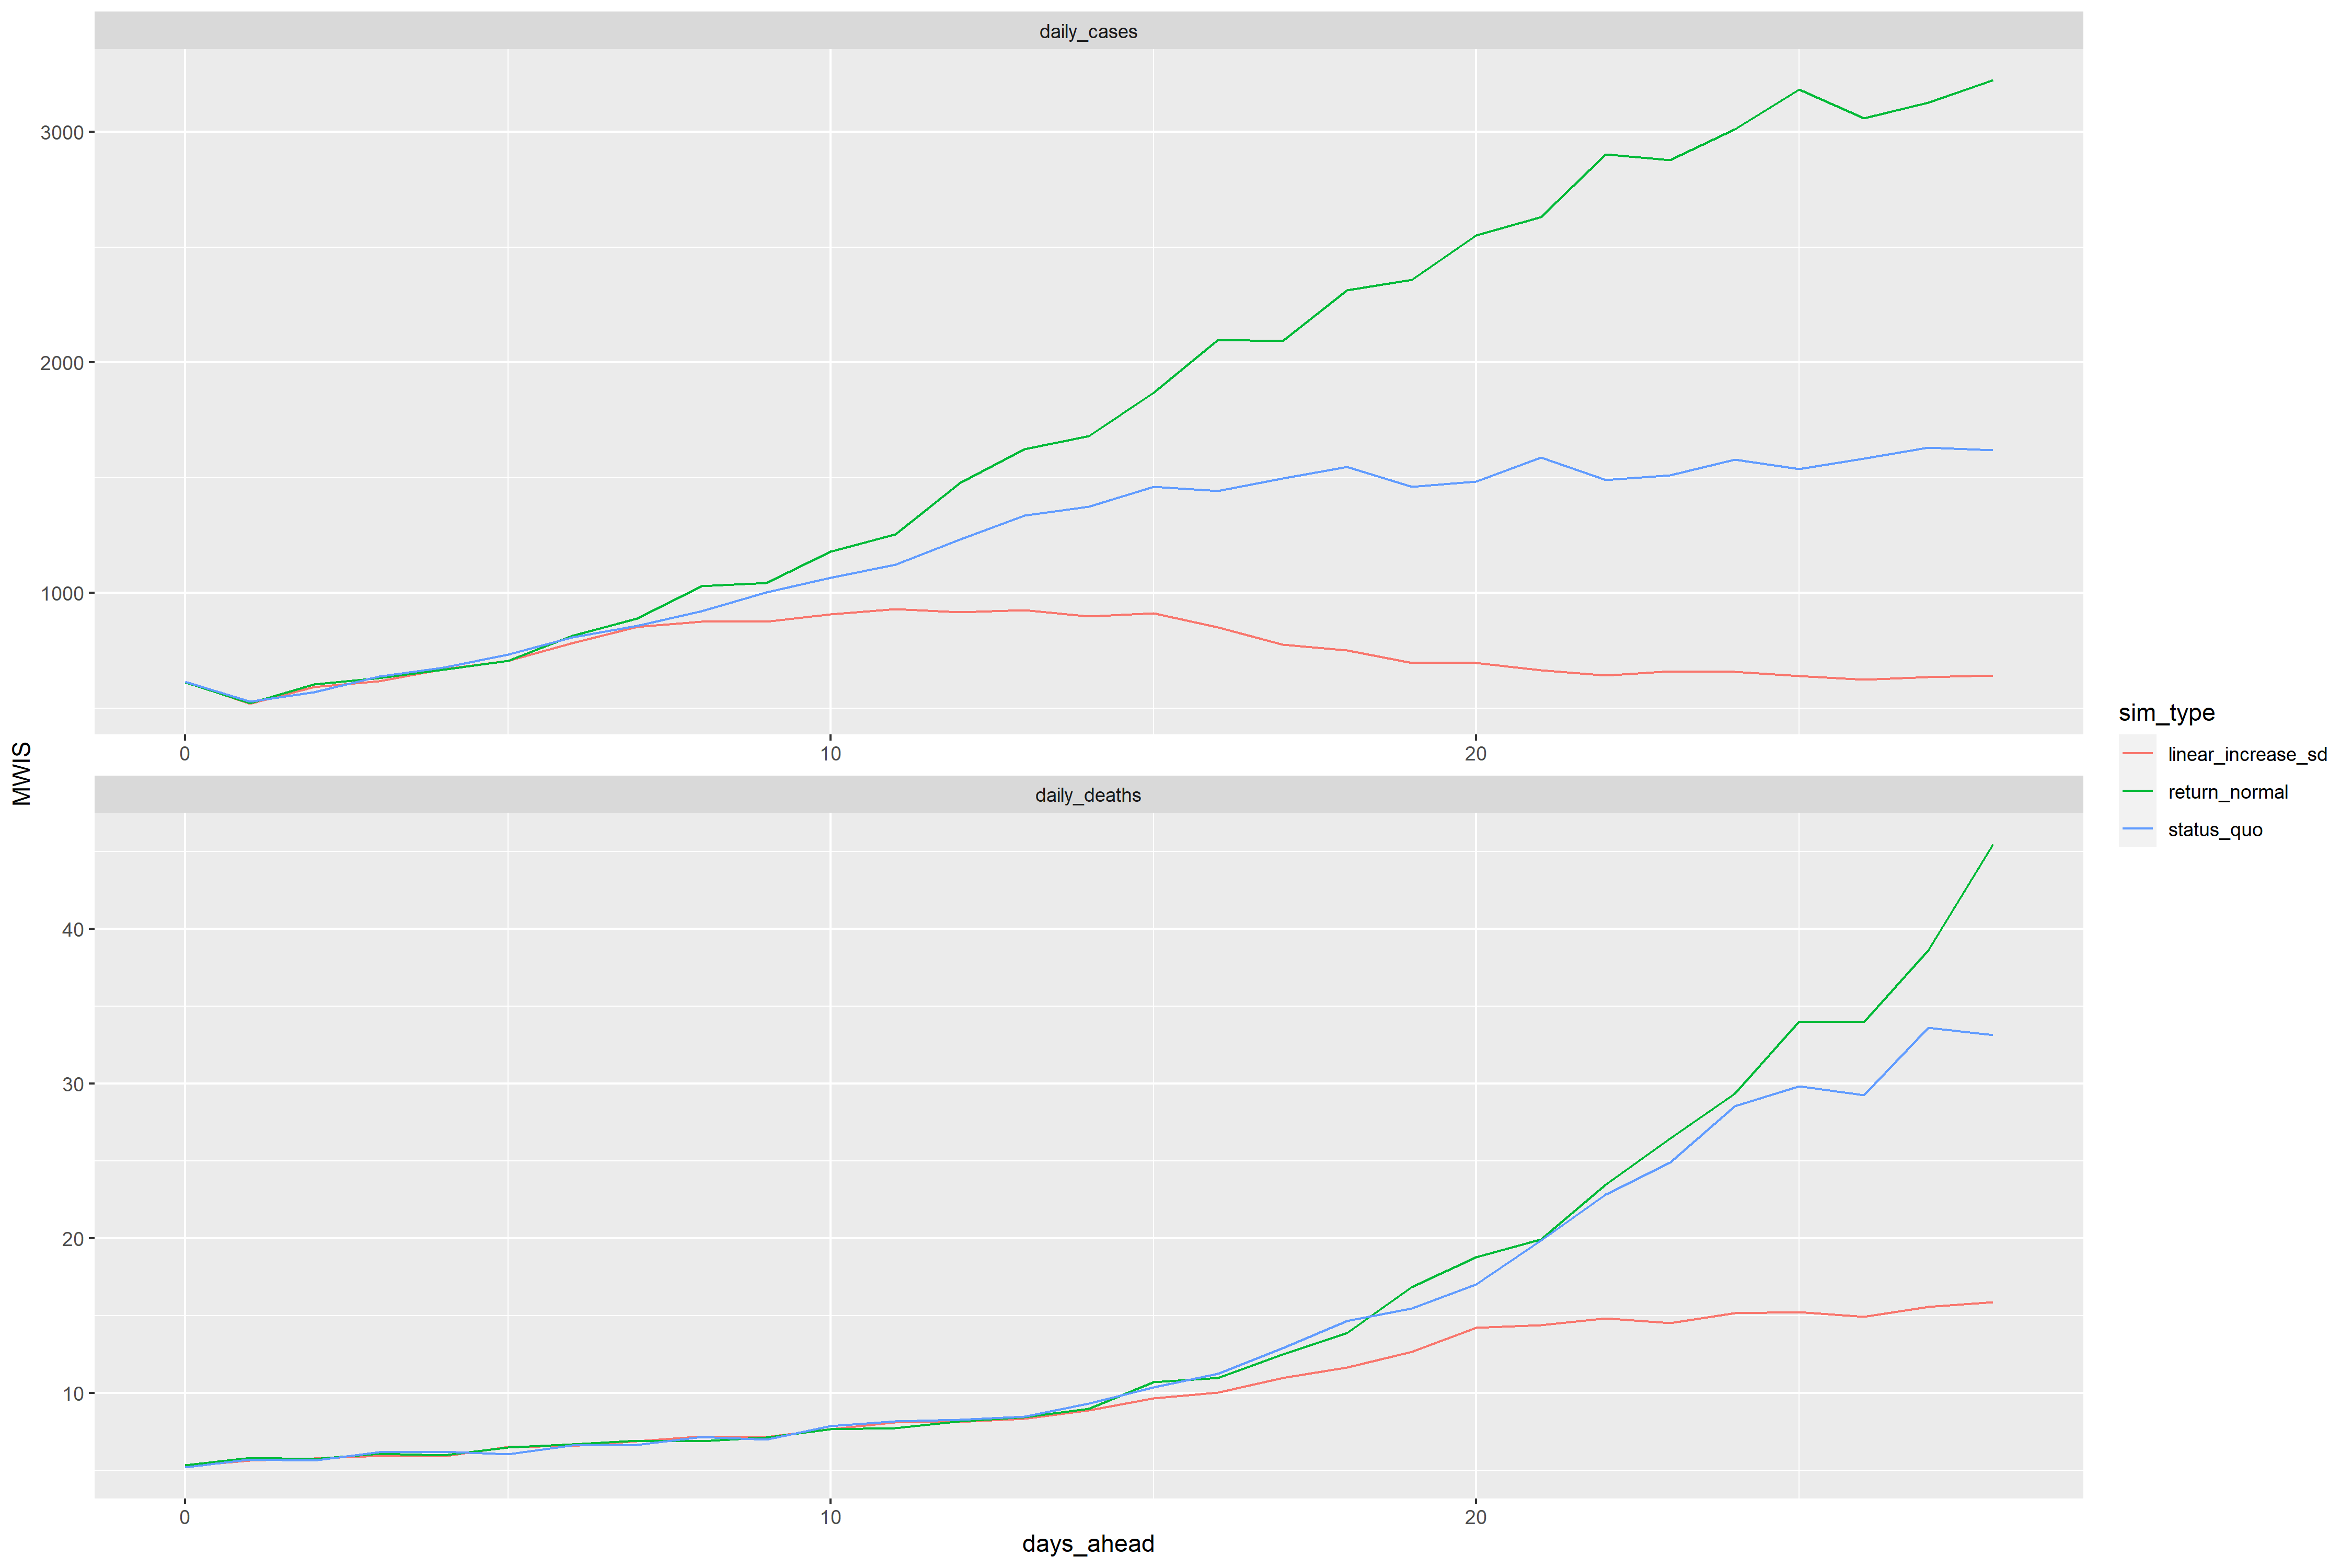 daily_cases
3000
2000
1000
0 10 20
MWIS
daily_deaths
40
30
20
10
0 10 20
days_ahead
sim_type
linear_increase_sd
return_normal
status_quo